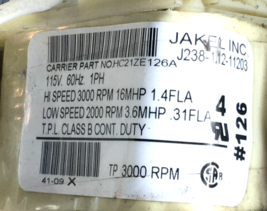 JAKEL INC
J238-112-11203
CARRIER PART NO. HC21ZE126A
115V. 60Hz. 1PH
HI SPEED 3000 RPM 16MHP 1.4FLA
LOW SPEED 2000 RPM 3.6MHP .31FLA
T.P.L. CLASS B CONT. DUTY
4
#126
TP 3000 RPM
41-09 X